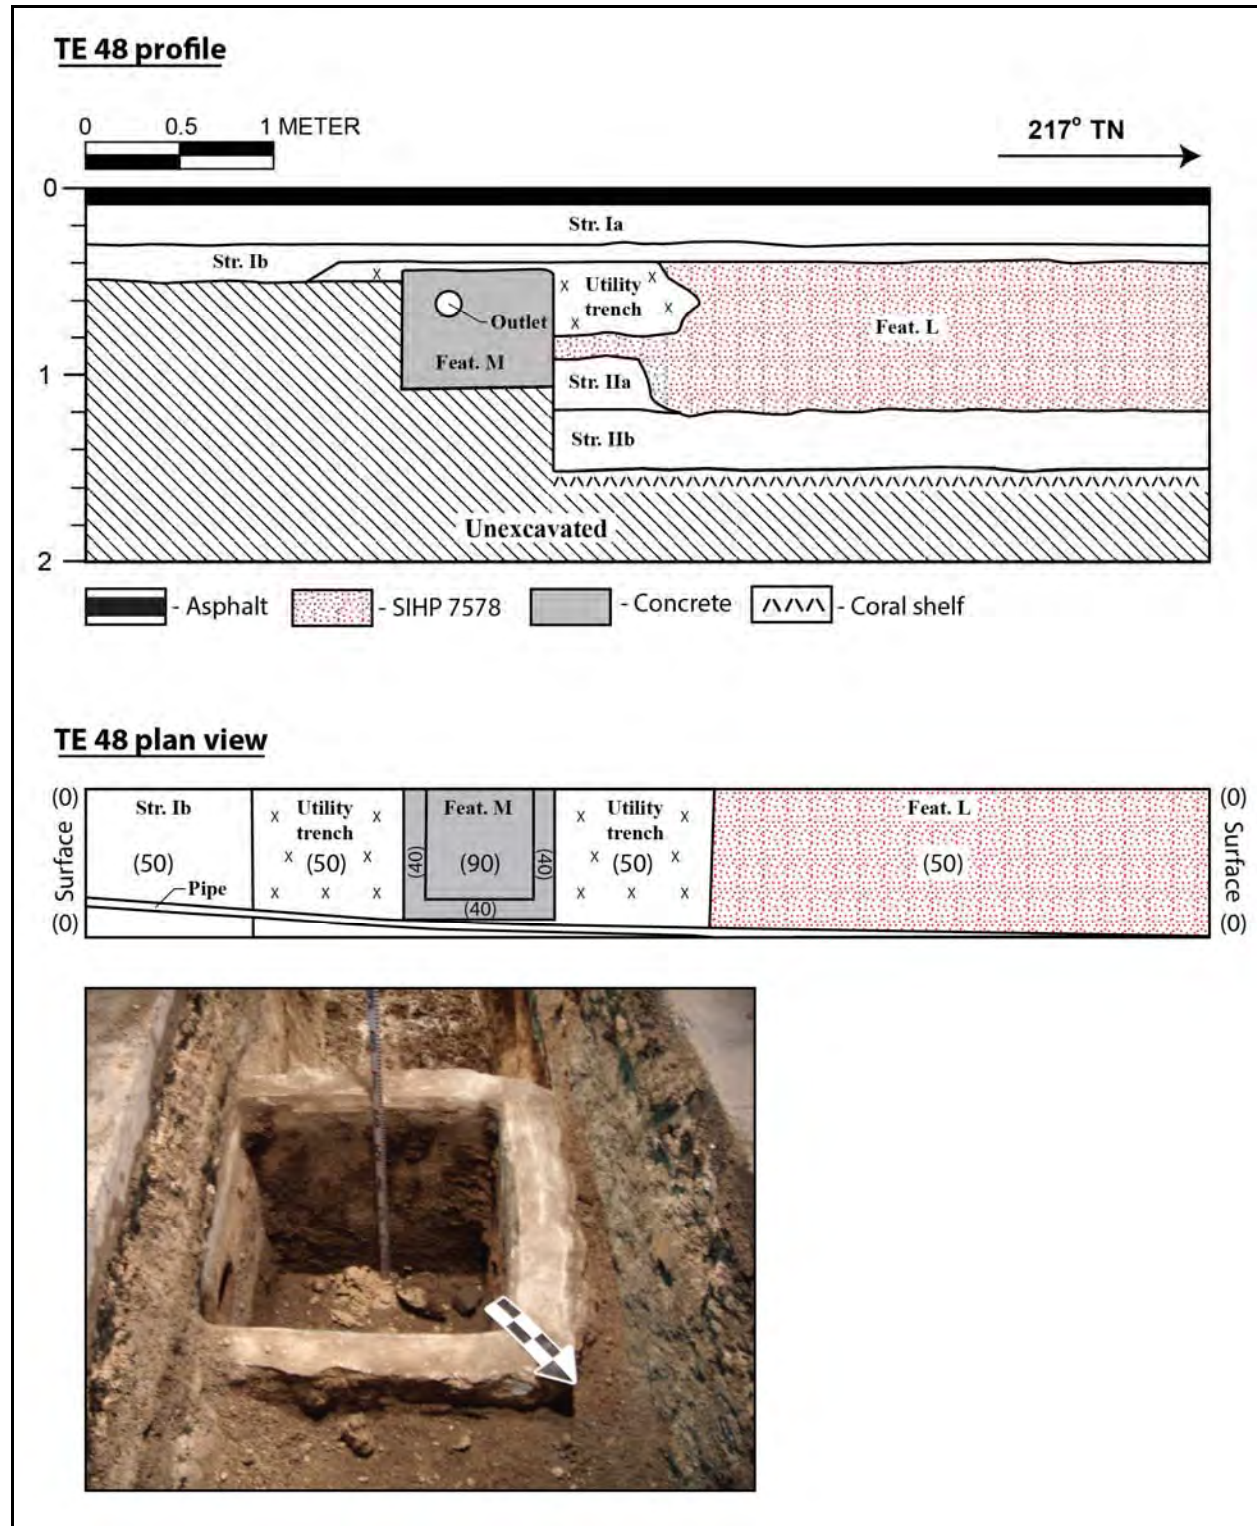 TE 48 profile
0 0.5 1 METER
217° TN
0
Str. Ia
Str. Ib
Utility
trench
Outlet
Feat. L
Feat. M
1
Str. IIa
Str. IIb
Unexcavated
2
- Asphalt
- SIHP 7578
- Concrete
- Coral shelf
TE 48 plan view
(0)
Surface
(0)
Str. Ib
(50)
Pipe
Utility
trench
(50)
Feat. M
(40)
(90)
(40)
(40)
Utility
trench
(50)
Feat. L
(50)
(0)
Surface
(0)